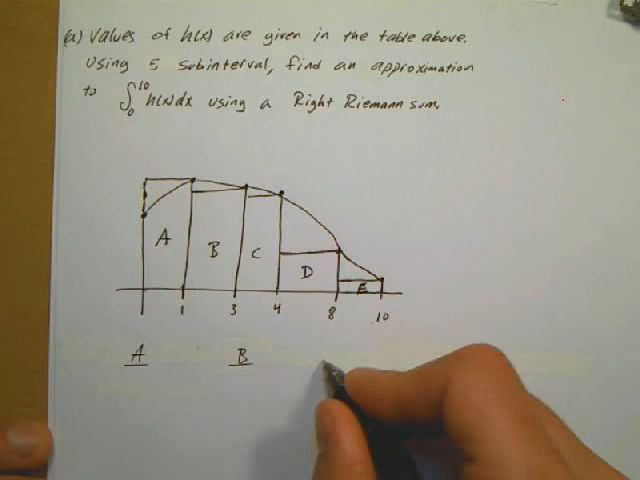 (a) Values of h(x) are given in the table above.
Using 5 subinterval, find an approximation
to ∫₀¹⁰ h(x)dx using a Right Riemann sum.
A B C D E
1 3 4 8 10
A B